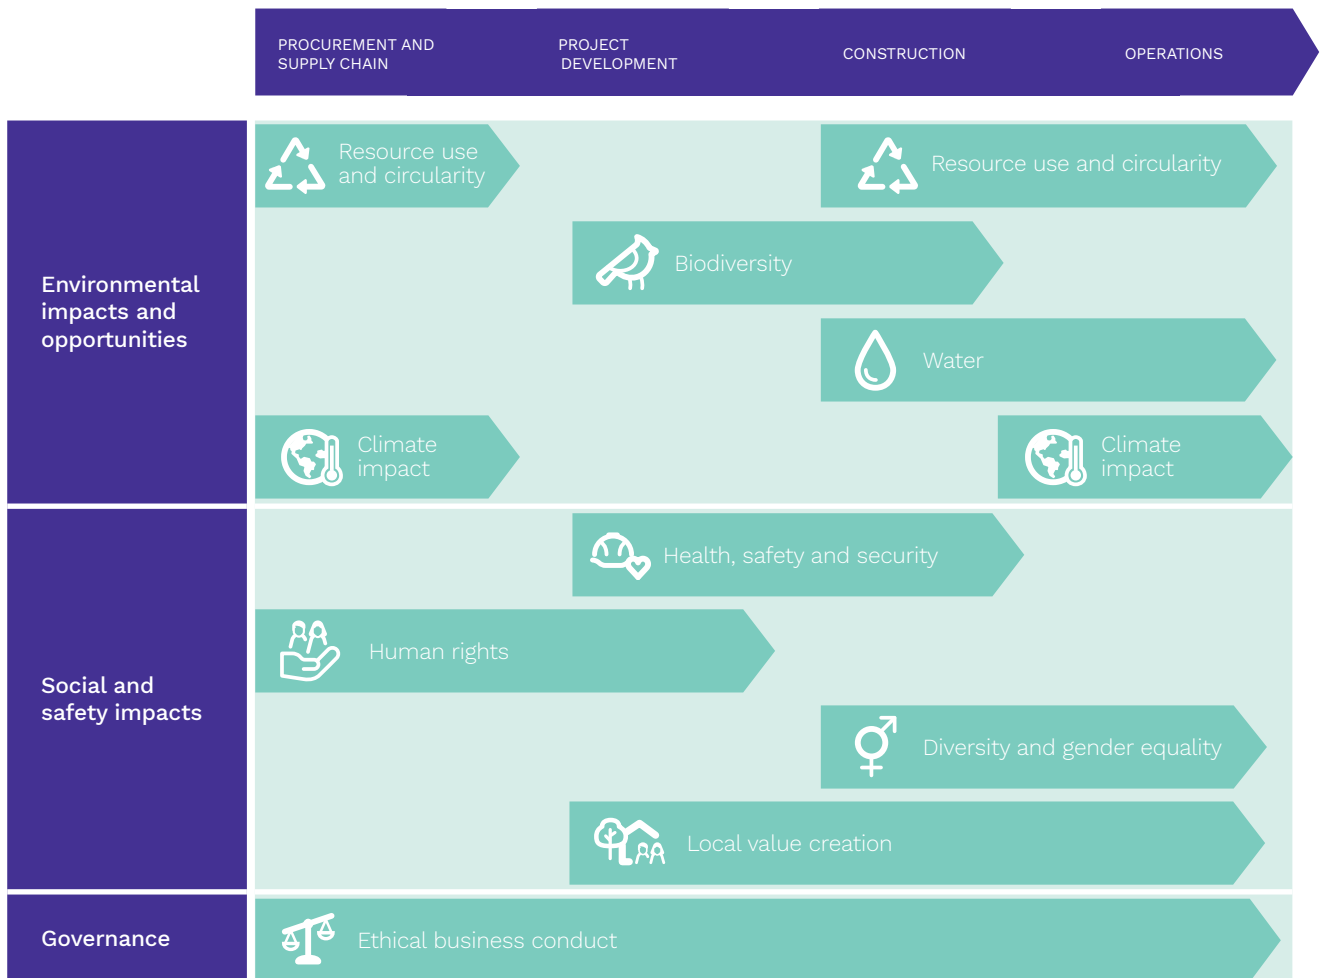 PROCUREMENT AND
SUPPLY CHAIN
PROJECT
DEVELOPMENT
CONSTRUCTION
OPERATIONS
Environmental
impacts and
opportunities
Resource use
and circularity
Resource use and circularity
Biodiversity
Water
Climate
impact
Climate
impact
Social and
safety impacts
Health, safety and security
Human rights
Diversity and gender equality
Local value creation
Governance
Ethical business conduct